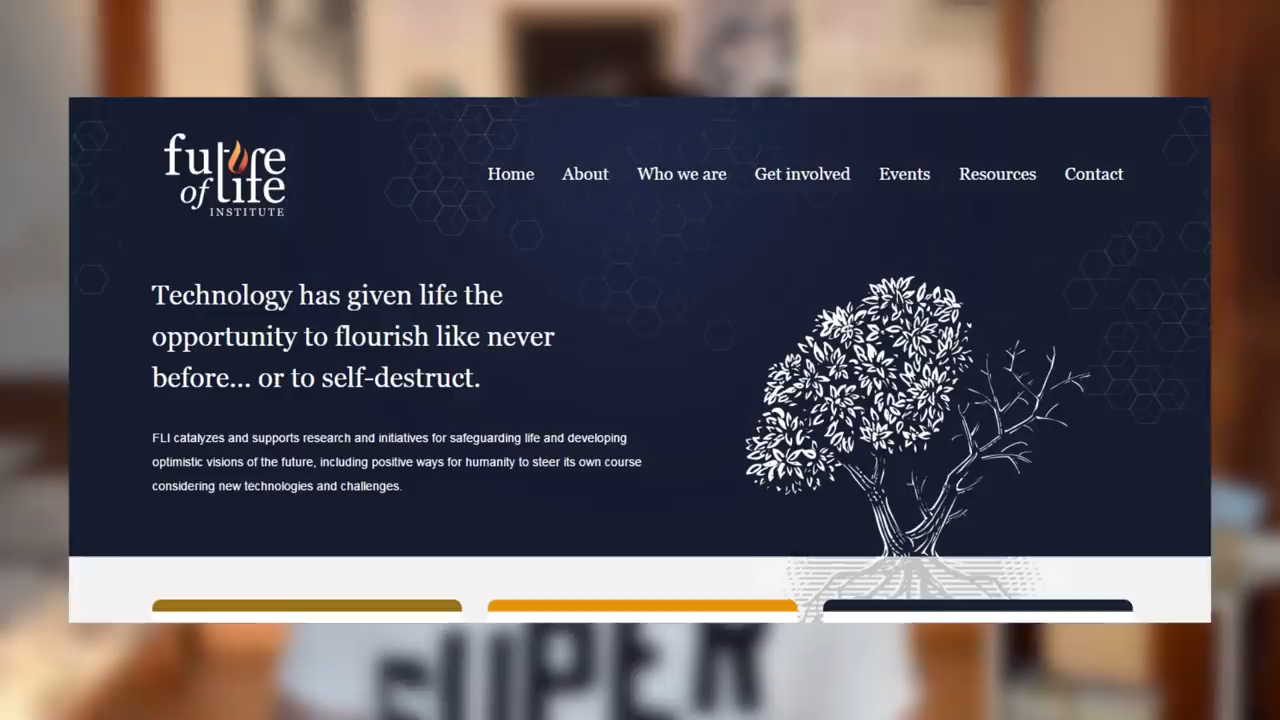 future
of life
INSTITUTE
Home About Who we are Get involved Events Resources Contact
Technology has given life the
opportunity to flourish like never
before... or to self-destruct.
FLI catalyzes and supports research and initiatives for safeguarding life and developing
optimistic visions of the future, including positive ways for humanity to steer its own course
considering new technologies and challenges.
SUPER